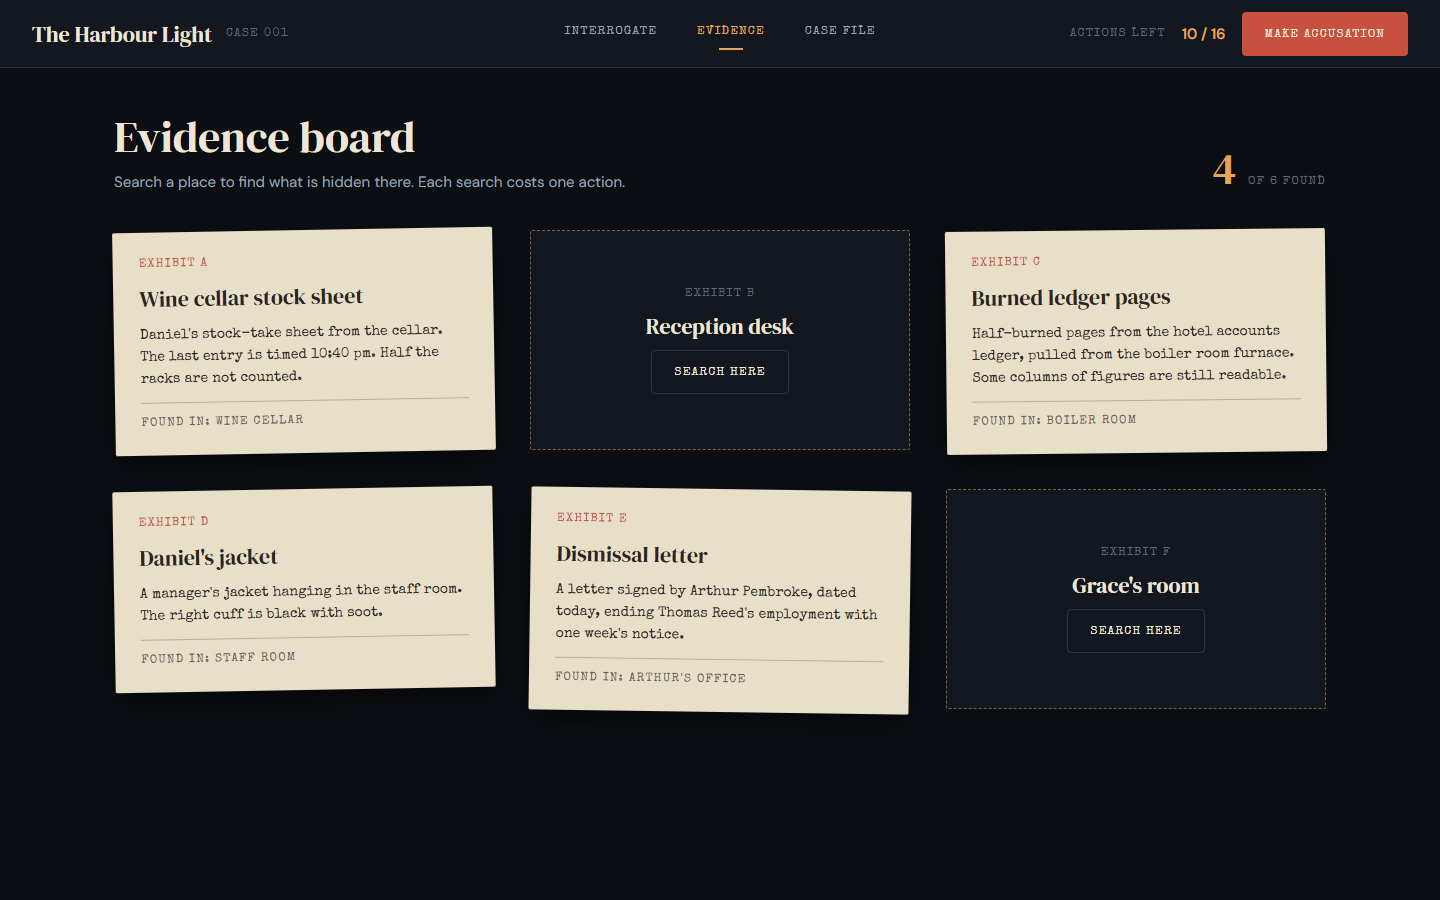 The Harbour Light CASE 001
INTERROGATE EVIDENCE CASE FILE
ACTIONS LEFT 10 / 16 MAKE ACCUSATION
Evidence board
Search a place to find what is hidden there. Each search costs one action.
4 OF 6 FOUND
EXHIBIT A
Wine cellar stock sheet
Daniel's stock-take sheet from the cellar.
The last entry is timed 10:40 pm. Half the
racks are not counted.
FOUND IN: WINE CELLAR
EXHIBIT B
Reception desk
SEARCH HERE
EXHIBIT C
Burned ledger pages
Half-burned pages from the hotel accounts
ledger, pulled from the boiler room furnace.
Some columns of figures are still readable.
FOUND IN: BOILER ROOM
EXHIBIT D
Daniel's jacket
A manager's jacket hanging in the staff room.
The right cuff is black with soot.
FOUND IN: STAFF ROOM
EXHIBIT E
Dismissal letter
A letter signed by Arthur Pembroke, dated
today, ending Thomas Reed's employment with
one week's notice.
FOUND IN: ARTHUR'S OFFICE
EXHIBIT F
Grace's room
SEARCH HERE